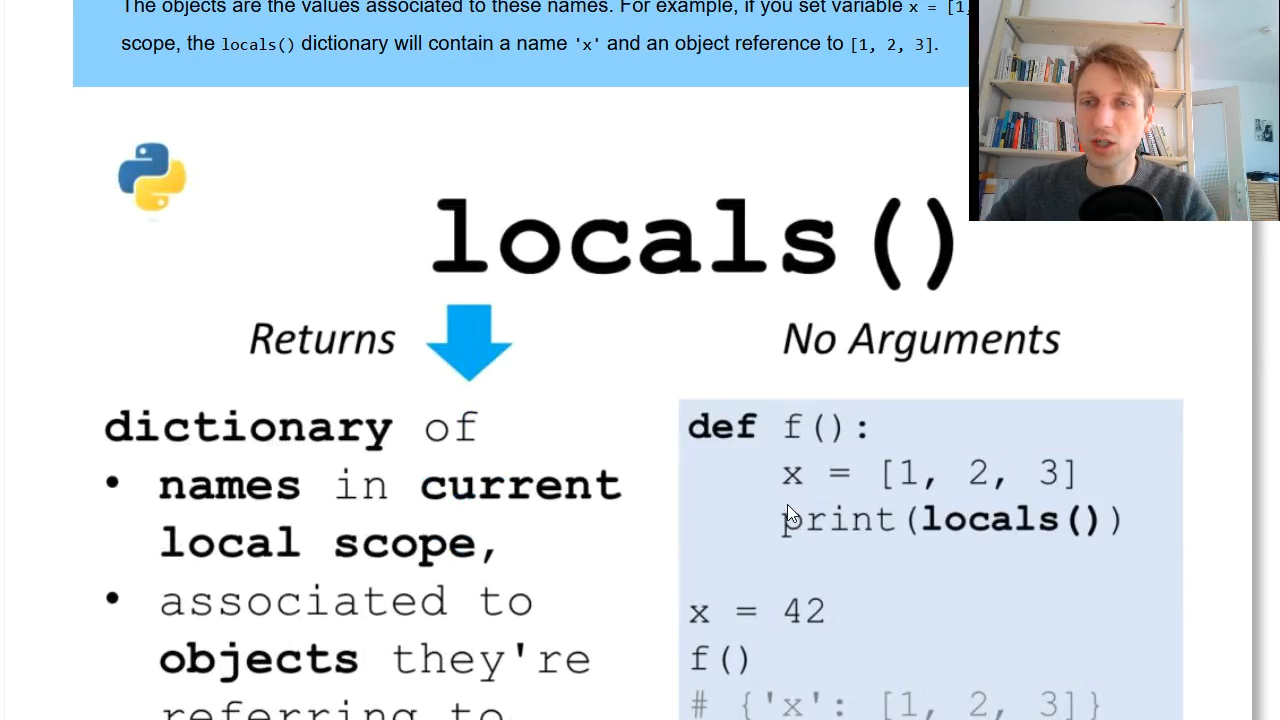 The objects are the values associated to these names. For example, if you set variable x = [1,
scope, the locals() dictionary will contain a name 'x' and an object reference to [1, 2, 3].
locals()
Returns
No Arguments
dictionary of
• names in current
local scope,
• associated to
objects they're
referring to
def f():
x = [1, 2, 3]
print(locals())
x = 42
f()
# {'x': [1, 2, 3]}